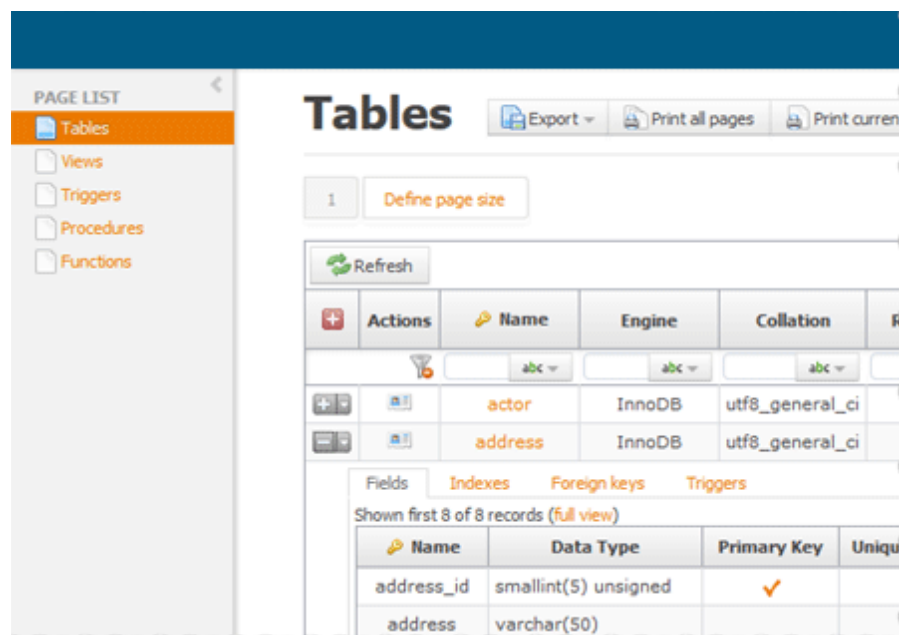 PAGE LIST
Tables
Views
Triggers
Procedures
Functions
Tables
Export
Print all pages
Print curren
1
Define page size
Refresh
Actions Name Engine Collation R
abc abc abc
actor InnoDB utf8_general_ci
address InnoDB utf8_general_ci
Fields Indexes Foreign keys Triggers
Shown first 8 of 8 records (full view)
Name Data Type Primary Key Uniqu
address_id smallint(5) unsigned
address varchar(50)